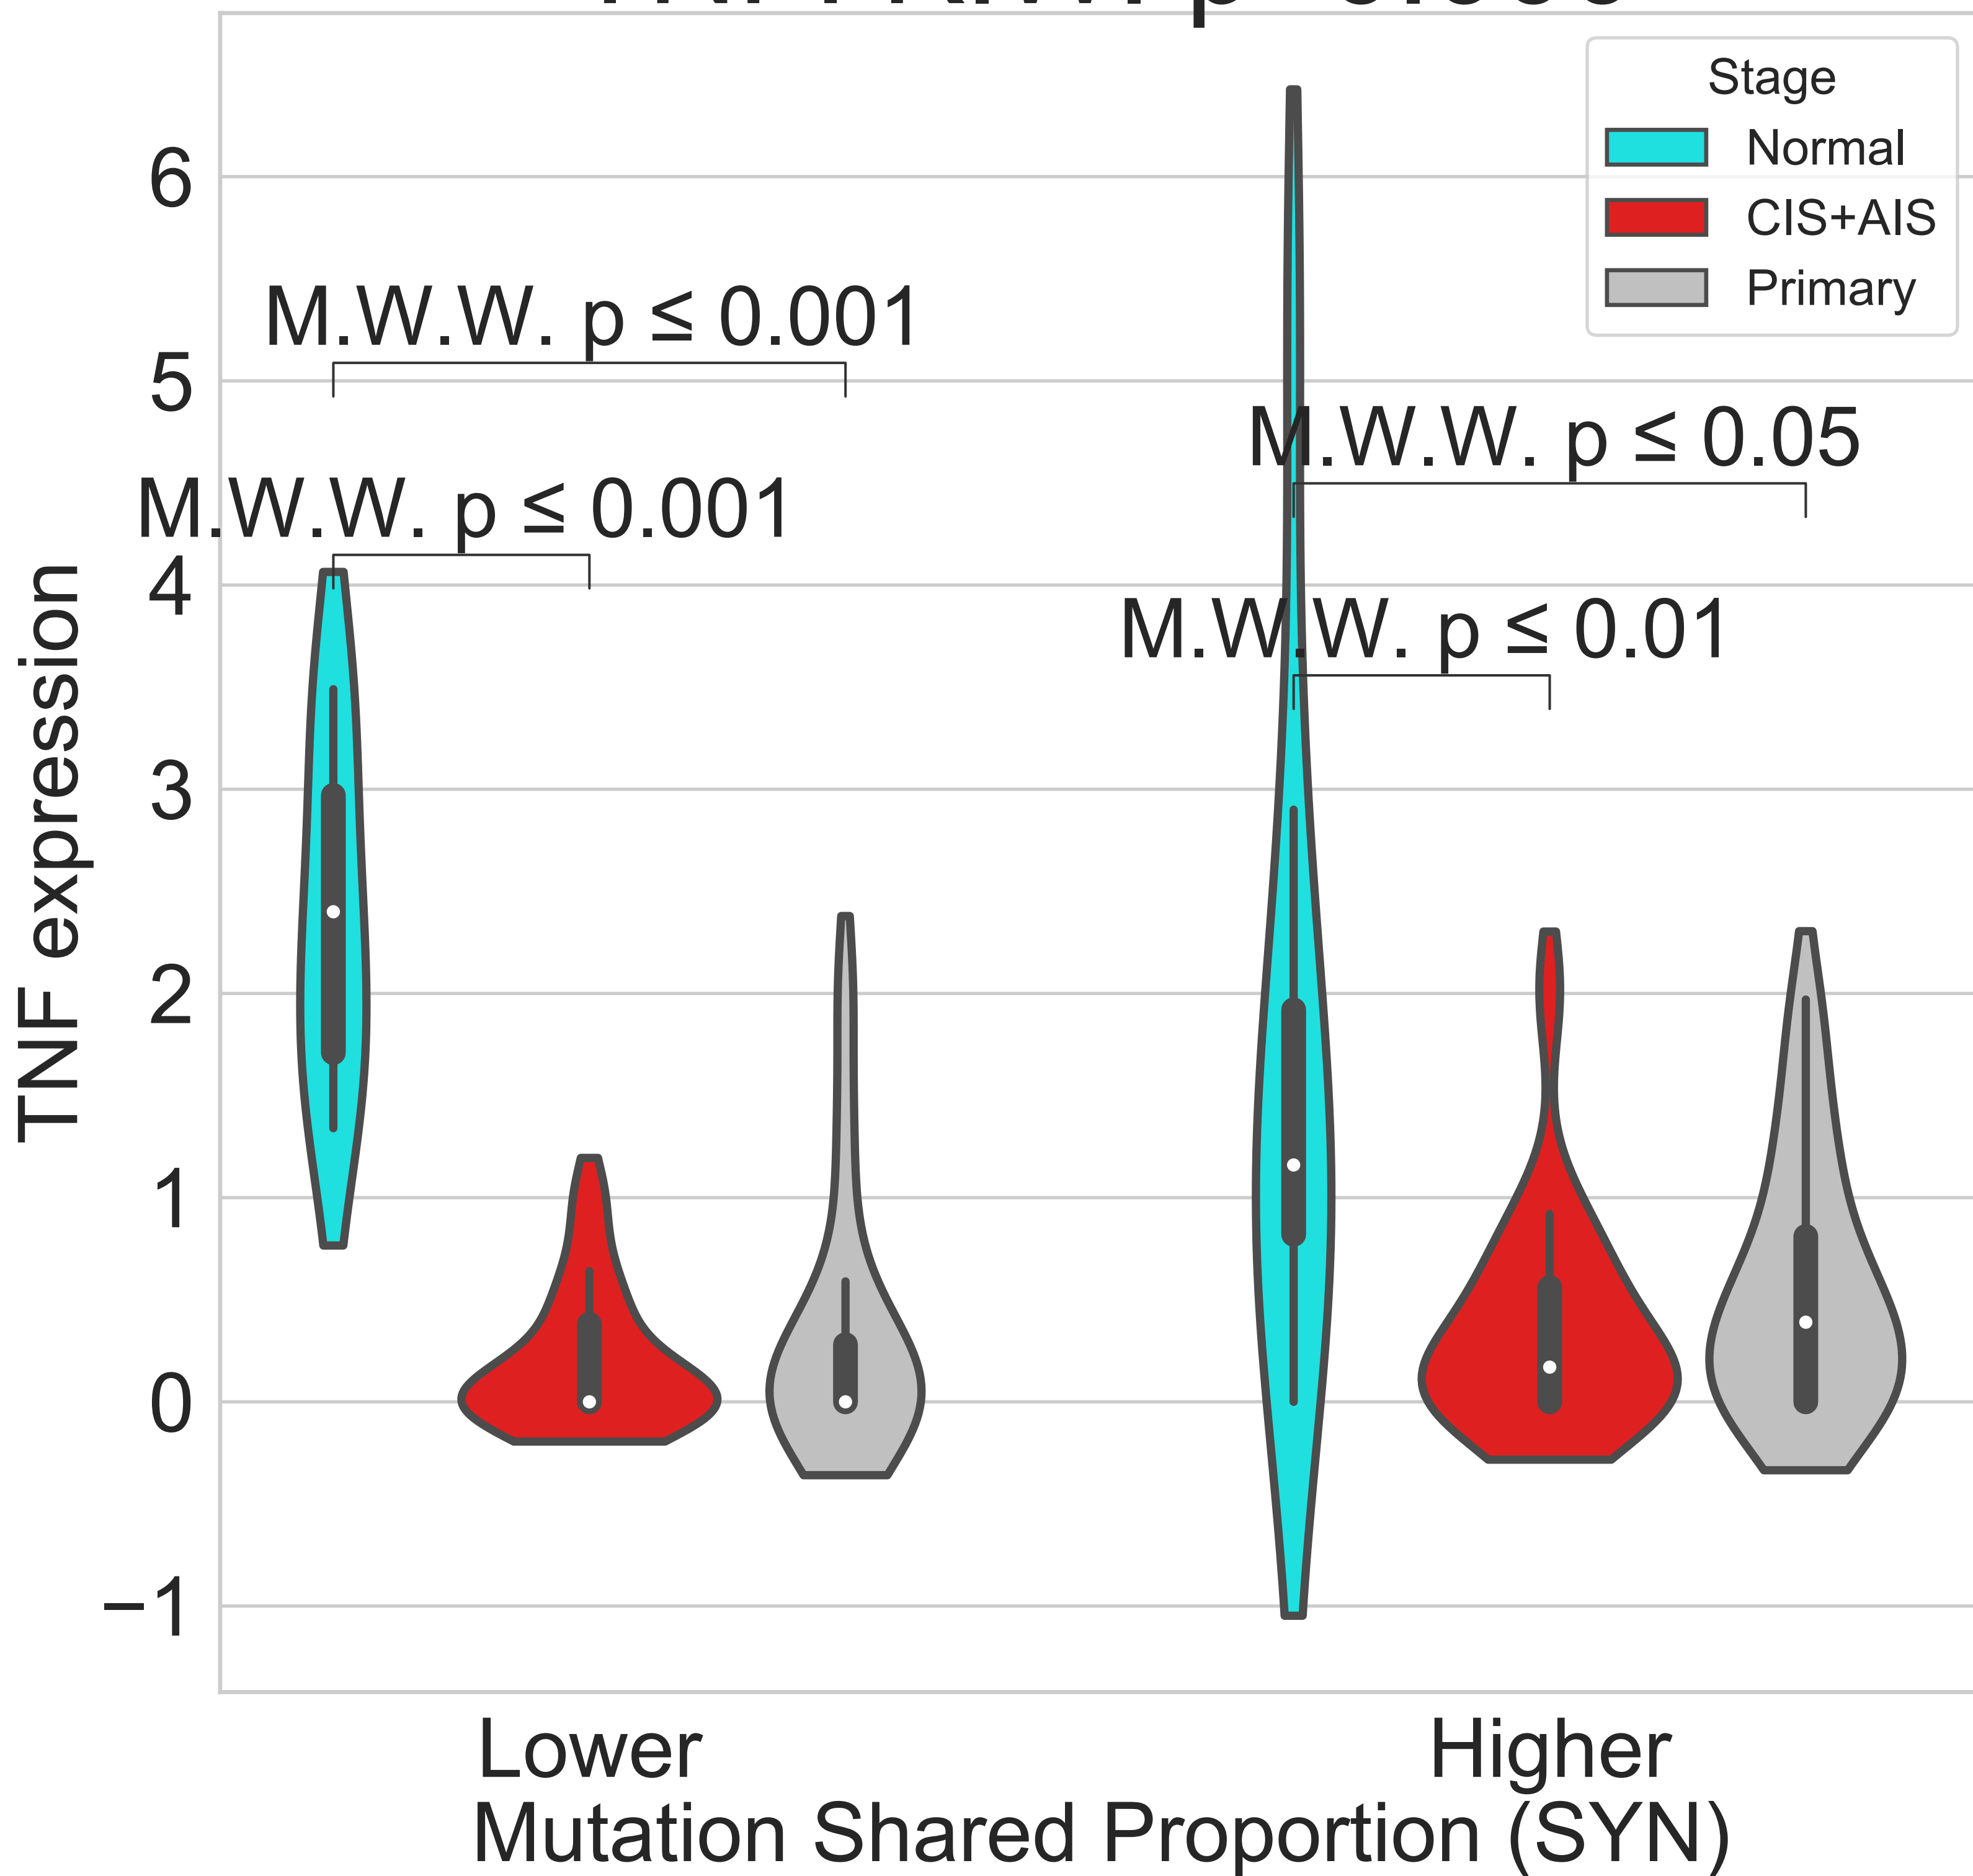 Stage
Normal
CIS+AIS
Primary
6
5
4
3
2
1
0
−1
TNF expression
M.W.W. p ≤ 0.001
M.W.W. p ≤ 0.001
M.W.W. p ≤ 0.05
M.W.W. p ≤ 0.01
Lower
Higher
Mutation Shared Proportion (SYN)